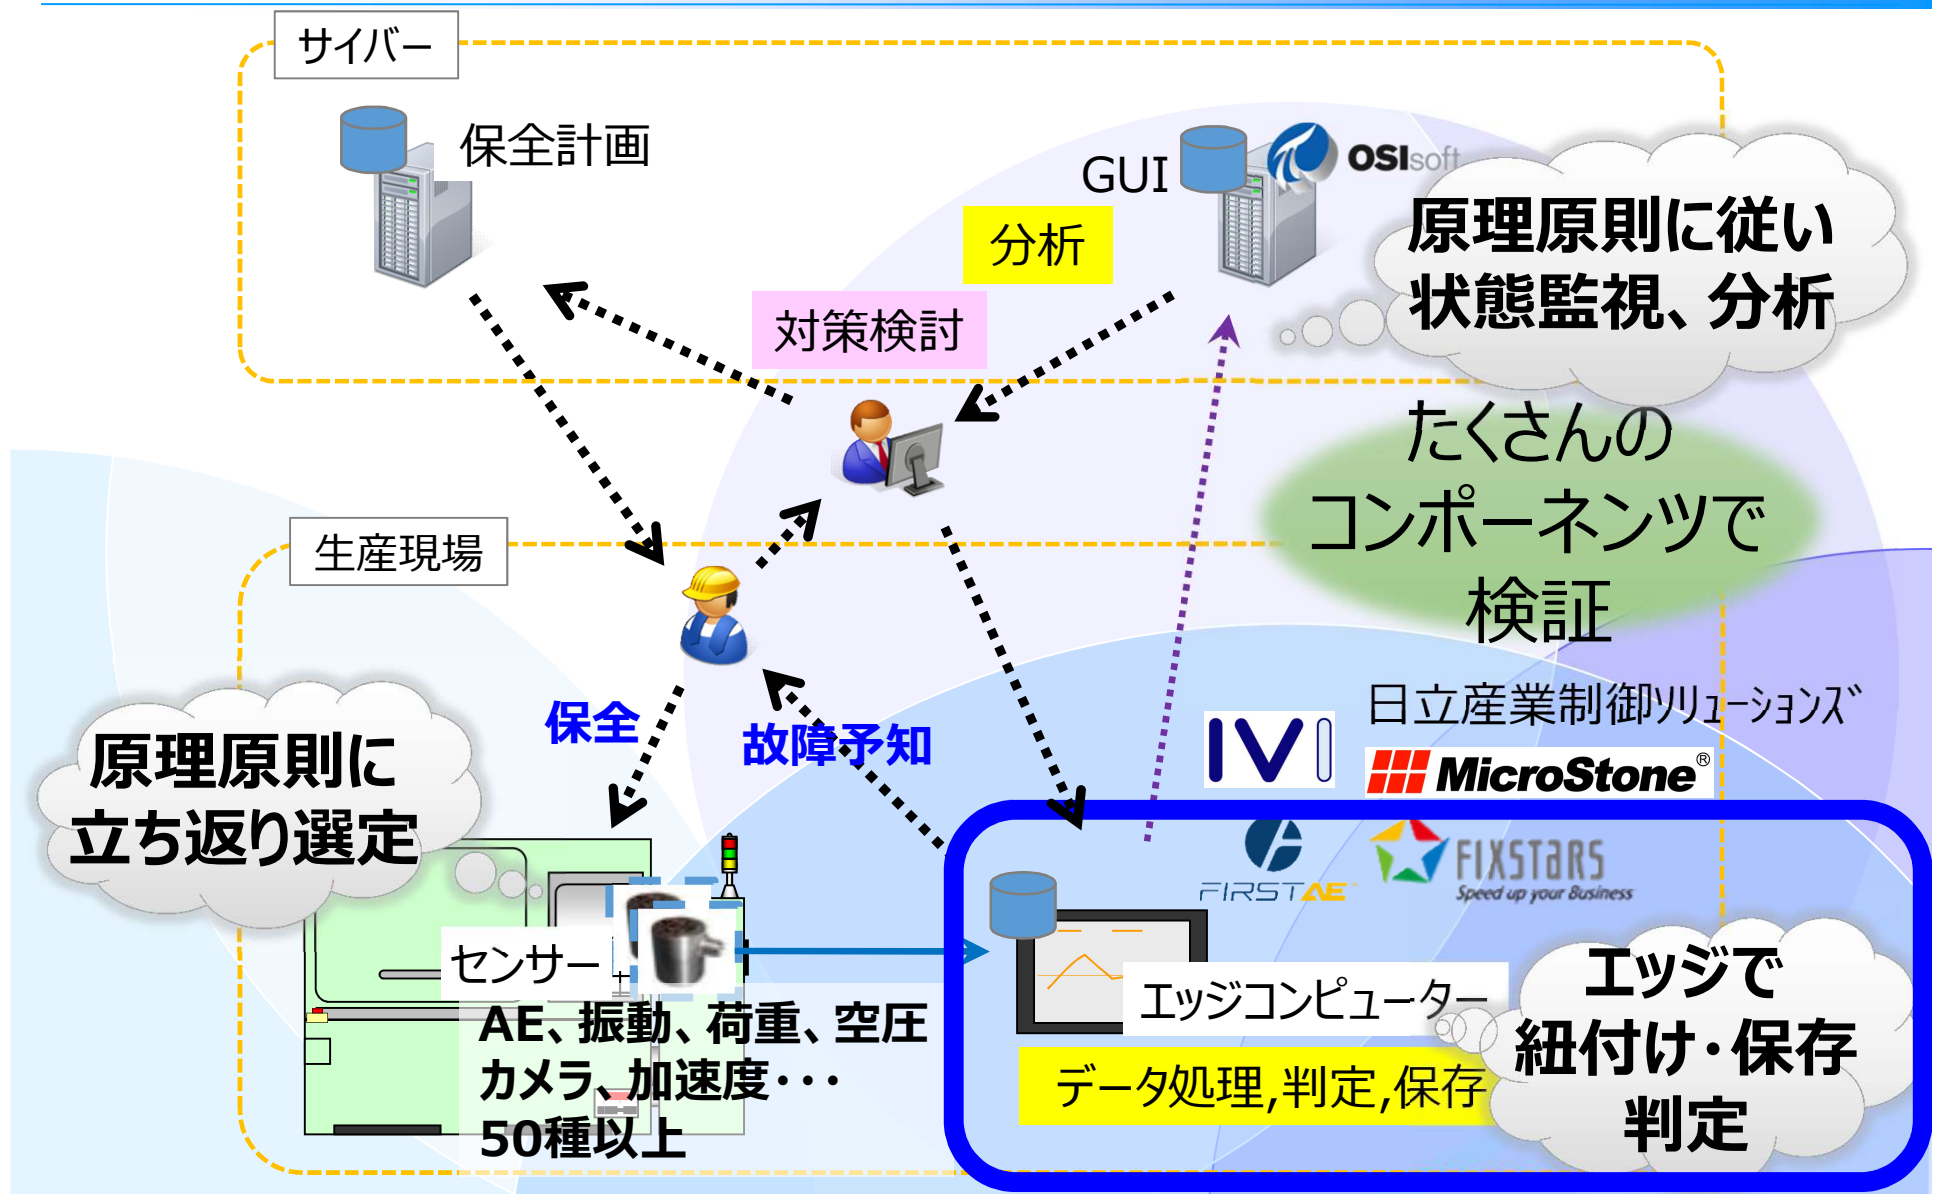 サイバー
保全計画
GUI
OSIsoft
分析
原理原則に従い
状態監視、分析
対策検討
たくさんの
コンポーネンツで
検証
生産現場
保全
故障予知
原理原則に
立ち返り選定
日立産業制御ｿﾘｭｰｼｮﾝｽﾞ
IVI
MicroStone®
FIRSTAE™
FIXSTARS
Speed up your Business
センサー
AE、振動、荷重、空圧
カメラ、加速度･･･
50種以上
エッジコンピューター
データ処理,判定,保存
エッジで
紐付け･保存
判定